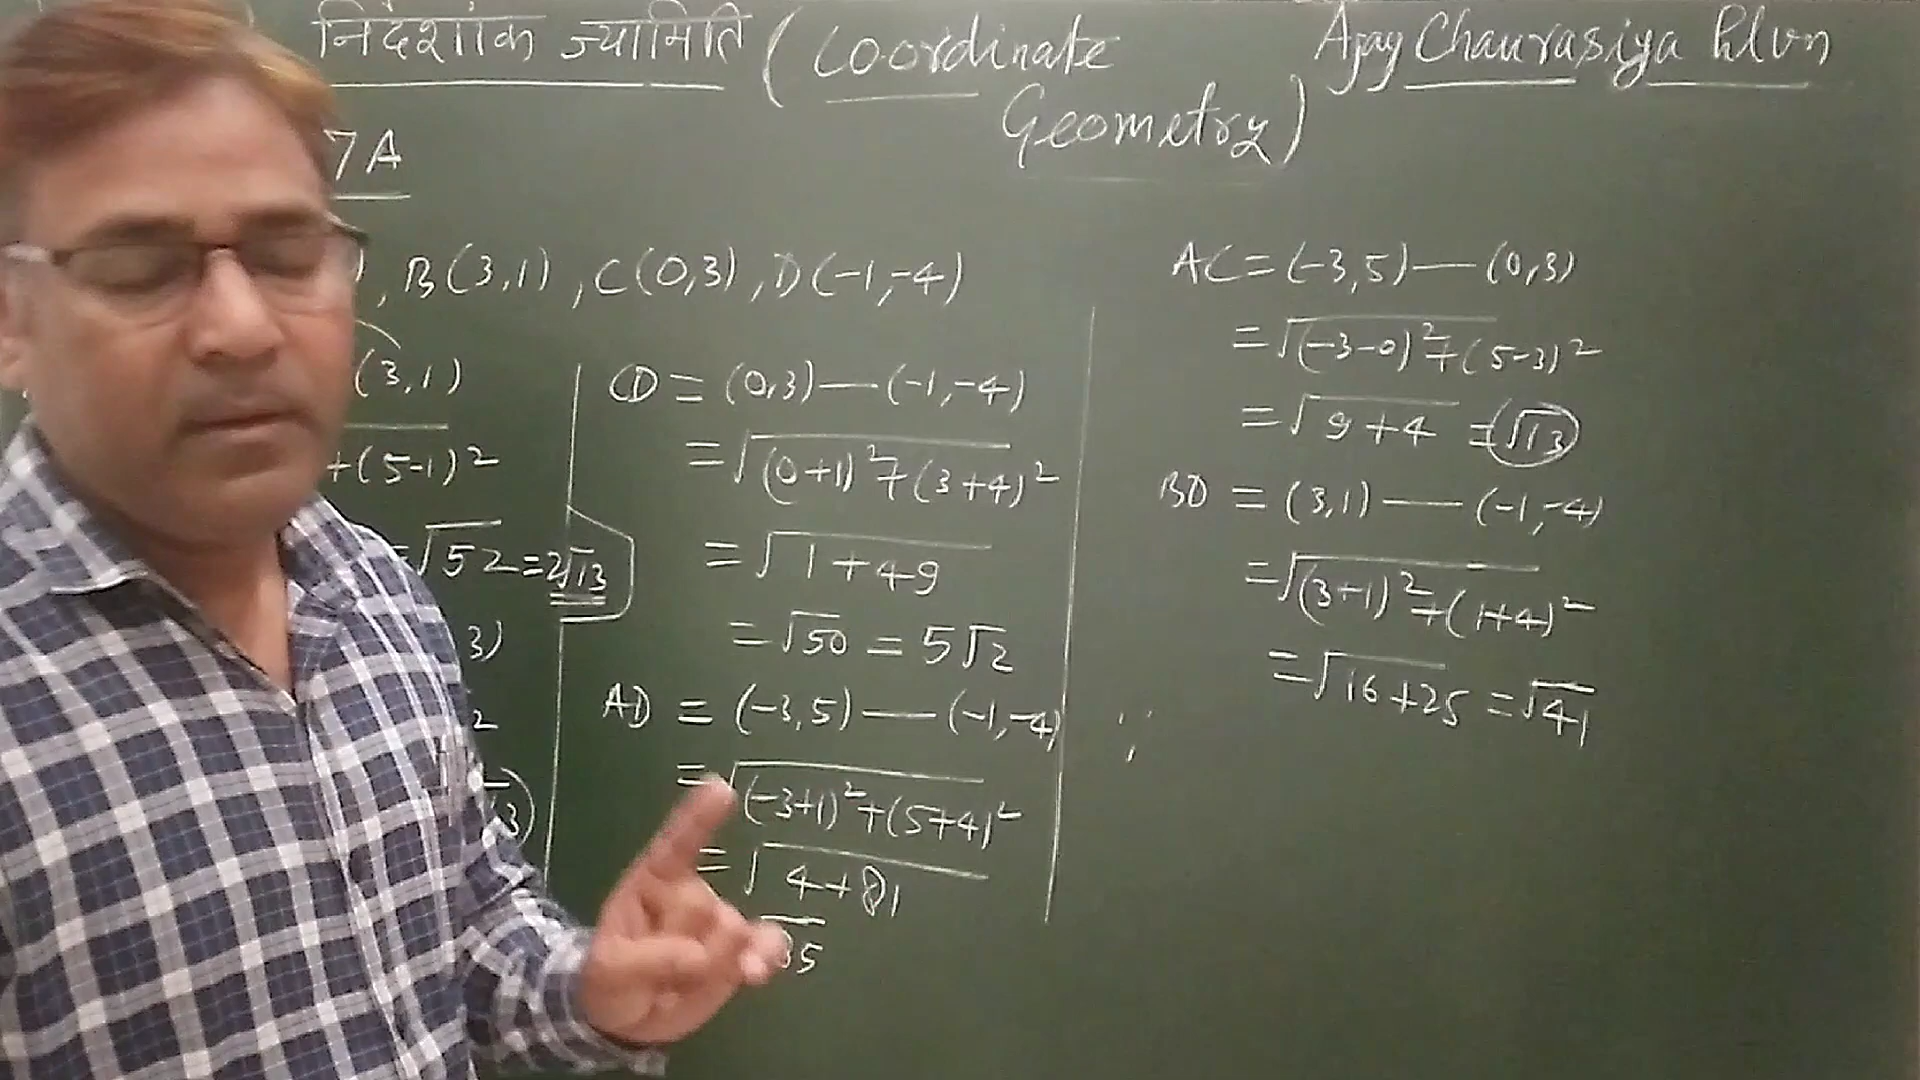 निर्देशांक ज्यामिति (Coordinate Geometry)
Ajay Chaurasiya
7A
), B(3,1), C(0,3), D(-1,-4)
(3,1)
+(5-1)²
=√52 = 2√13
3)
2
√13
CD = (0,3) — (-1,-4)
=√(0+1)²+(3+4)²
=√1+49
=√50 = 5√2
AD = (-3,5) — (-1,-4)
=√(-3+1)²+(5+4)²
=√4+81
85
AC = (-3,5) — (0,3)
=√(-3-0)²+(5-3)²
=√9+4 = √13
BD = (3,1) — (-1,-4)
=√(3+1)²+(1+4)²
=√16+25 = √41
∵